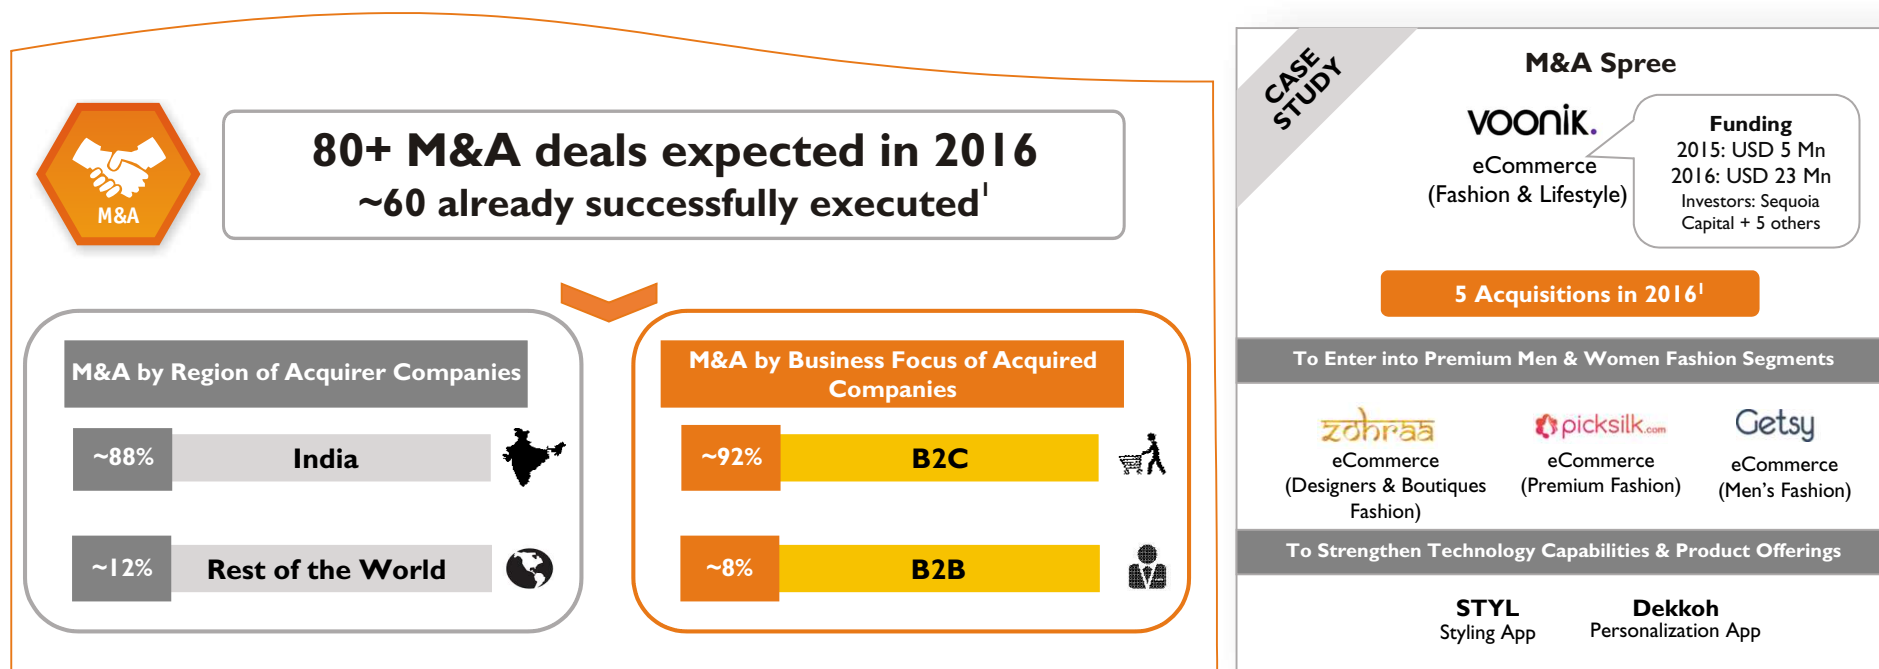 M&A
80+ M&A deals expected in 2016
~60 already successfully executed¹
M&A by Region of Acquirer Companies
~88%
India
~12%
Rest of the World
M&A by Business Focus of Acquired
Companies
~92%
B2C
~8%
B2B
CASE
STUDY
M&A Spree
voonik.
eCommerce
(Fashion & Lifestyle)
Funding
2015: USD 5 Mn
2016: USD 23 Mn
Investors: Sequoia
Capital + 5 others
5 Acquisitions in 2016¹
To Enter into Premium Men & Women Fashion Segments
zohraa
eCommerce
(Designers & Boutiques
Fashion)
picksilk.com
eCommerce
(Premium Fashion)
Getsy
eCommerce
(Men’s Fashion)
To Strengthen Technology Capabilities & Product Offerings
STYL
Styling App
Dekkoh
Personalization App